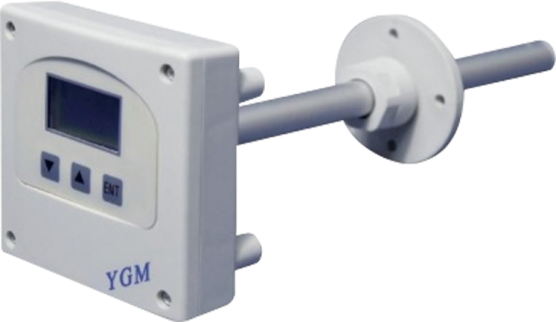 ▼ ▲ ENT
YGM